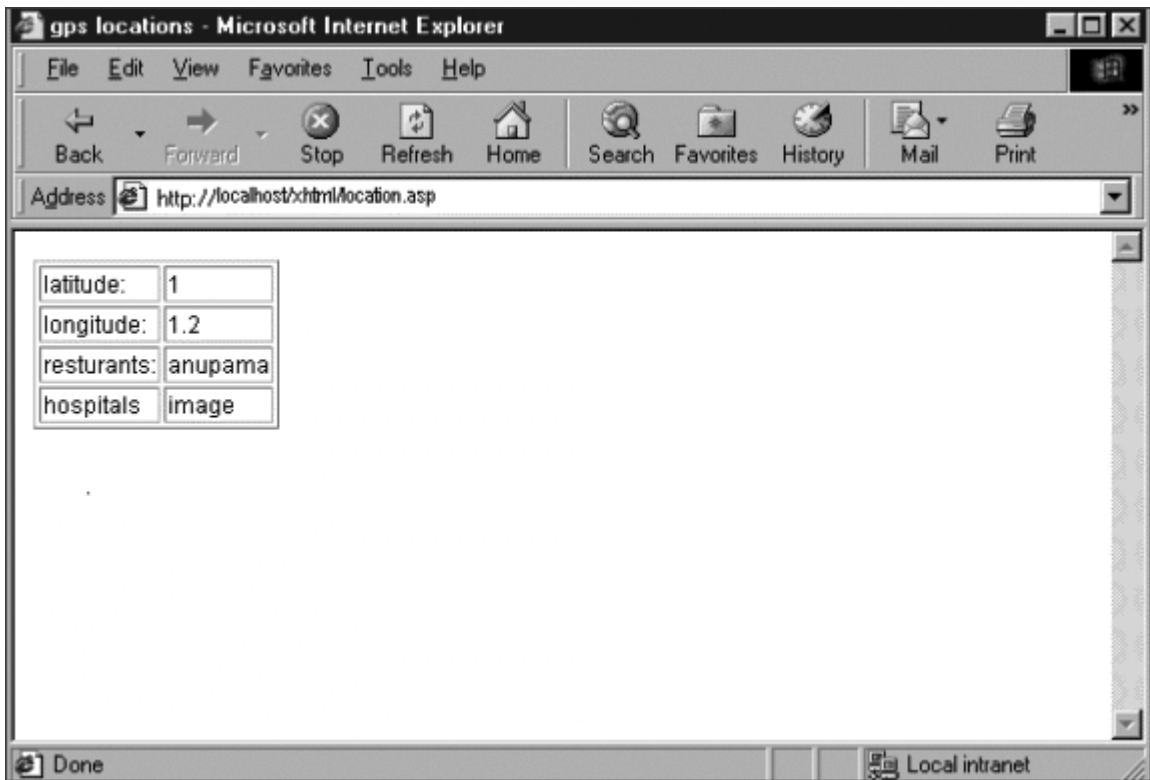 gps locations - Microsoft Internet Explorer
File Edit View Favorites Tools Help
Back Forward Stop Refresh Home Search Favorites History Mail Print »
Address http://localhost/xhtml/location.asp
latitude: 1
longitude: 1.2
resturants: anupama
hospitals image
Done Local intranet